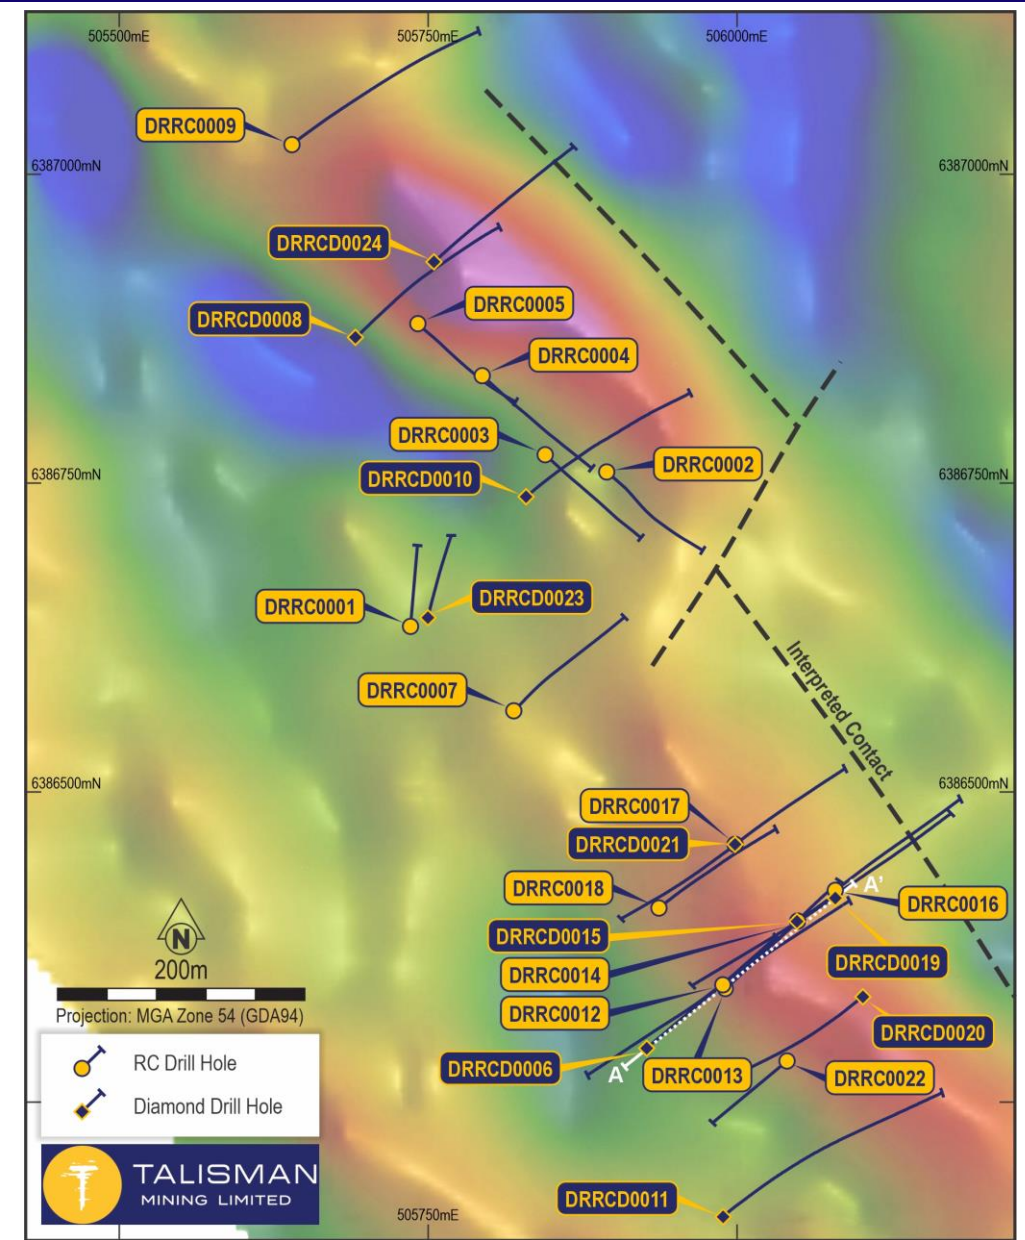 505500mE
505750mE
506000mE
DRRC0009
6387000mN
6387000mN
DRRCD0024
DRRC0005
DRRCD0008
DRRC0004
DRRC0003
DRRC0002
DRRCD0010
6386750mN
6386750mN
DRRCD0023
DRRC0001
DRRC0007
Interpreted Contact
6386500mN
6386500mN
DRRC0017
DRRCD0021
DRRC0018
A'
DRRC0016
DRRCD0015
DRRCD0019
DRRC0014
DRRC0012
DRRCD0020
DRRCD0006
A
DRRC0013
DRRC0022
N
200m
Projection: MGA Zone 54 (GDA94)
RC Drill Hole
Diamond Drill Hole
TALISMAN
MINING LIMITED
DRRCD0011
505750mE